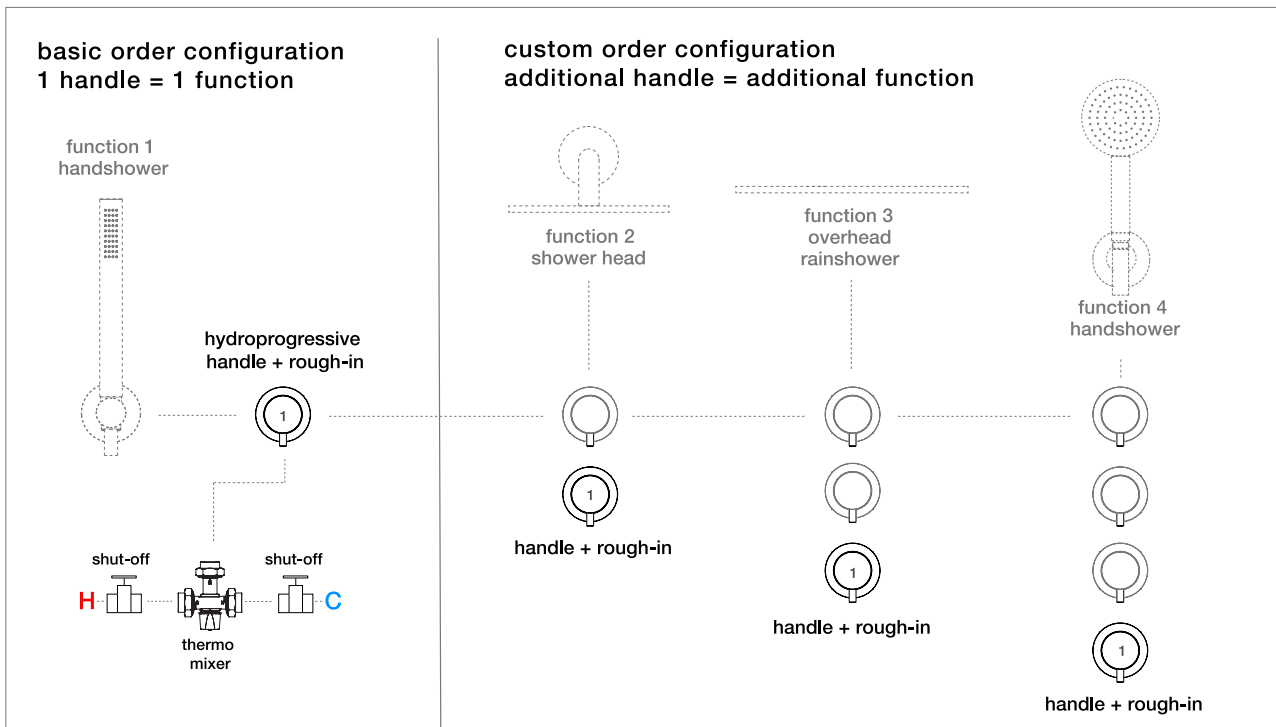 basic order configuration
1 handle = 1 function
function 1
handshower
hydroprogressive
handle + rough-in
1
shut-off
shut-off
H
C
thermo
mixer
custom order configuration
additional handle = additional function
function 2
shower head
function 3
overhead
rainshower
function 4
handshower
1
handle + rough-in
1
handle + rough-in
1
handle + rough-in